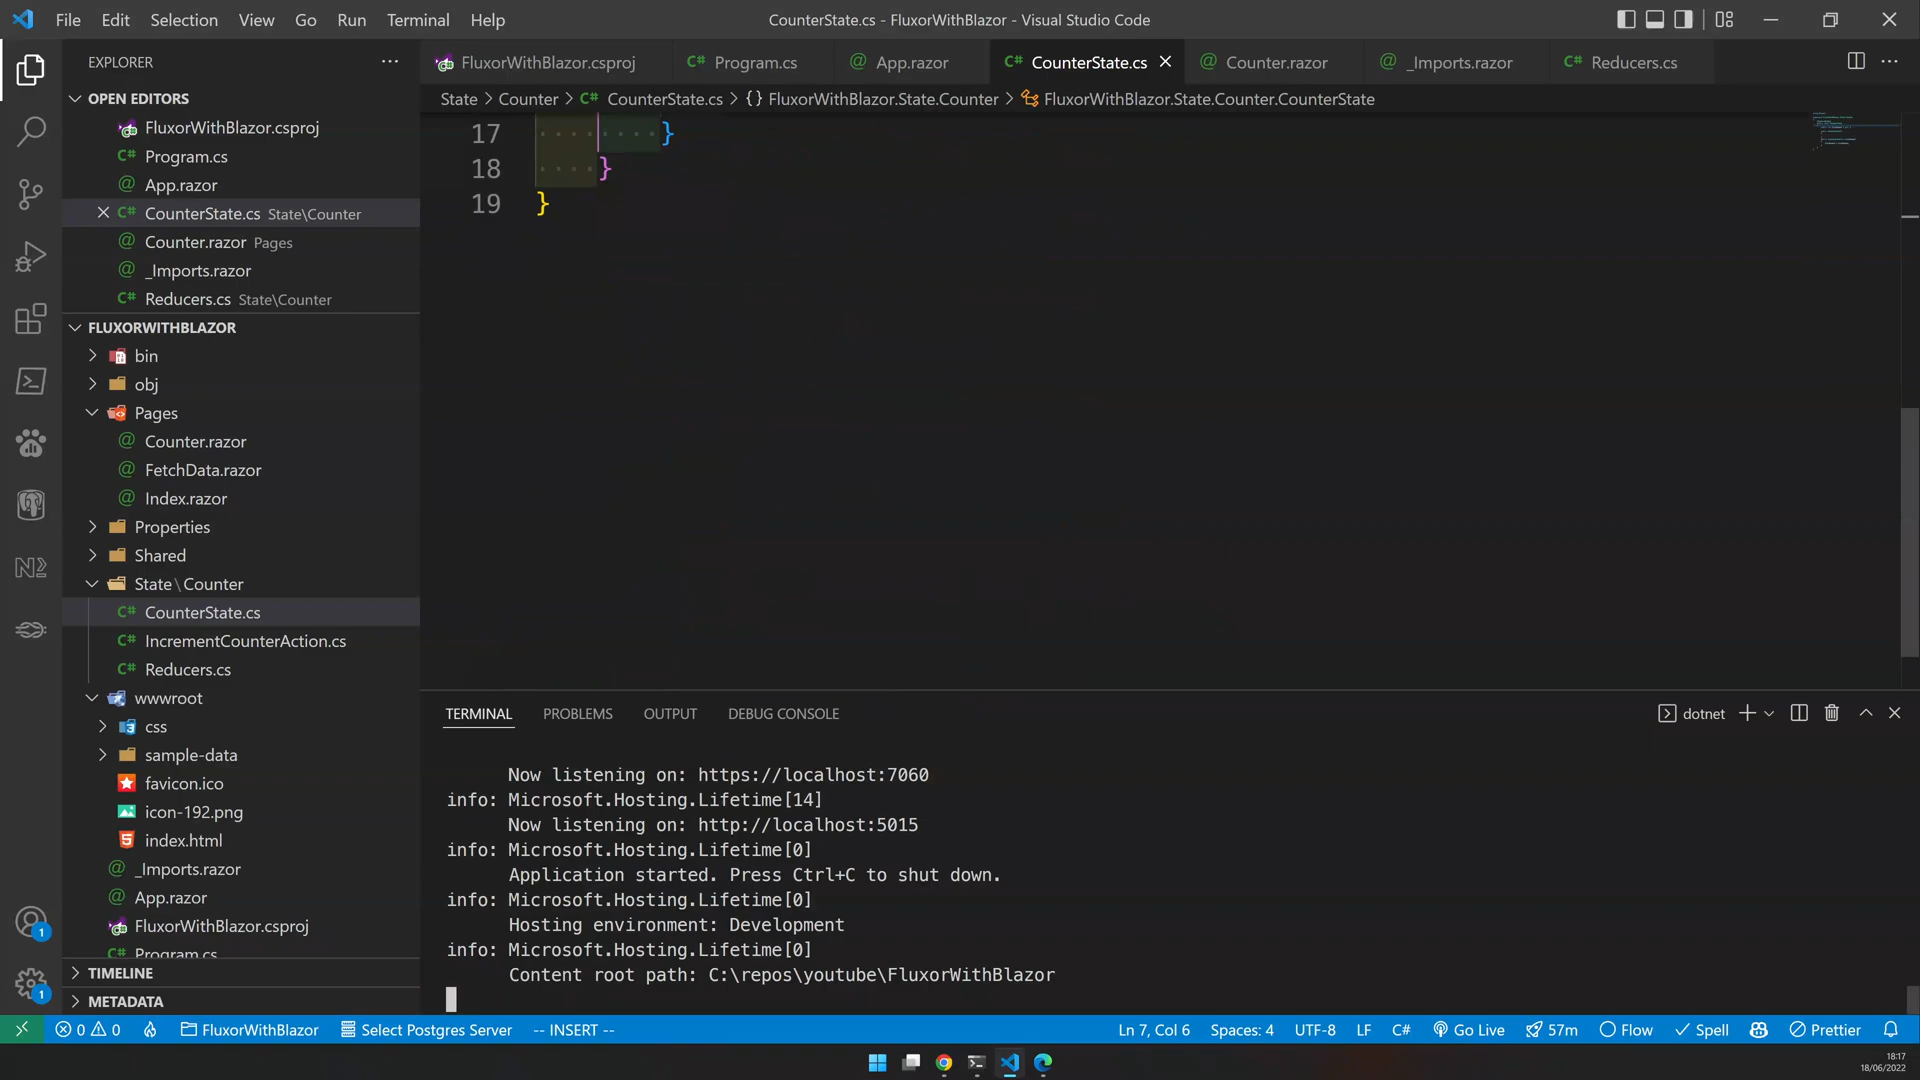 File Edit Selection View Go Run Terminal Help
CounterState.cs - FluxorWithBlazor - Visual Studio Code
EXPLORER
OPEN EDITORS
FluxorWithBlazor.csproj
C# Program.cs
@ App.razor
C# CounterState.cs State\Counter
@ Counter.razor Pages
@ _Imports.razor
C# Reducers.cs State\Counter
FLUXORWITHBLAZOR
bin
obj
Pages
@ Counter.razor
@ FetchData.razor
@ Index.razor
Properties
Shared
State\Counter
C# CounterState.cs
C# IncrementCounterAction.cs
C# Reducers.cs
wwwroot
css
sample-data
favicon.ico
icon-192.png
index.html
@ _Imports.razor
@ App.razor
FluxorWithBlazor.csproj
C# Program.cs
TIMELINE
METADATA
FluxorWithBlazor.csproj C# Program.cs @ App.razor C# CounterState.cs @ Counter.razor @ _Imports.razor C# Reducers.cs
State > Counter > C# CounterState.cs > {} FluxorWithBlazor.State.Counter > FluxorWithBlazor.State.Counter.CounterState
17 }
18 }
19 }
TERMINAL PROBLEMS OUTPUT DEBUG CONSOLE
dotnet
Now listening on: https://localhost:7060
info: Microsoft.Hosting.Lifetime[14]
Now listening on: http://localhost:5015
info: Microsoft.Hosting.Lifetime[0]
Application started. Press Ctrl+C to shut down.
info: Microsoft.Hosting.Lifetime[0]
Hosting environment: Development
info: Microsoft.Hosting.Lifetime[0]
Content root path: C:\repos\youtube\FluxorWithBlazor
1
1
0 0 FluxorWithBlazor Select Postgres Server -- INSERT -- Ln 7, Col 6 Spaces: 4 UTF-8 LF C# Go Live 57m Flow Spell Prettier
18:17
18/06/2022